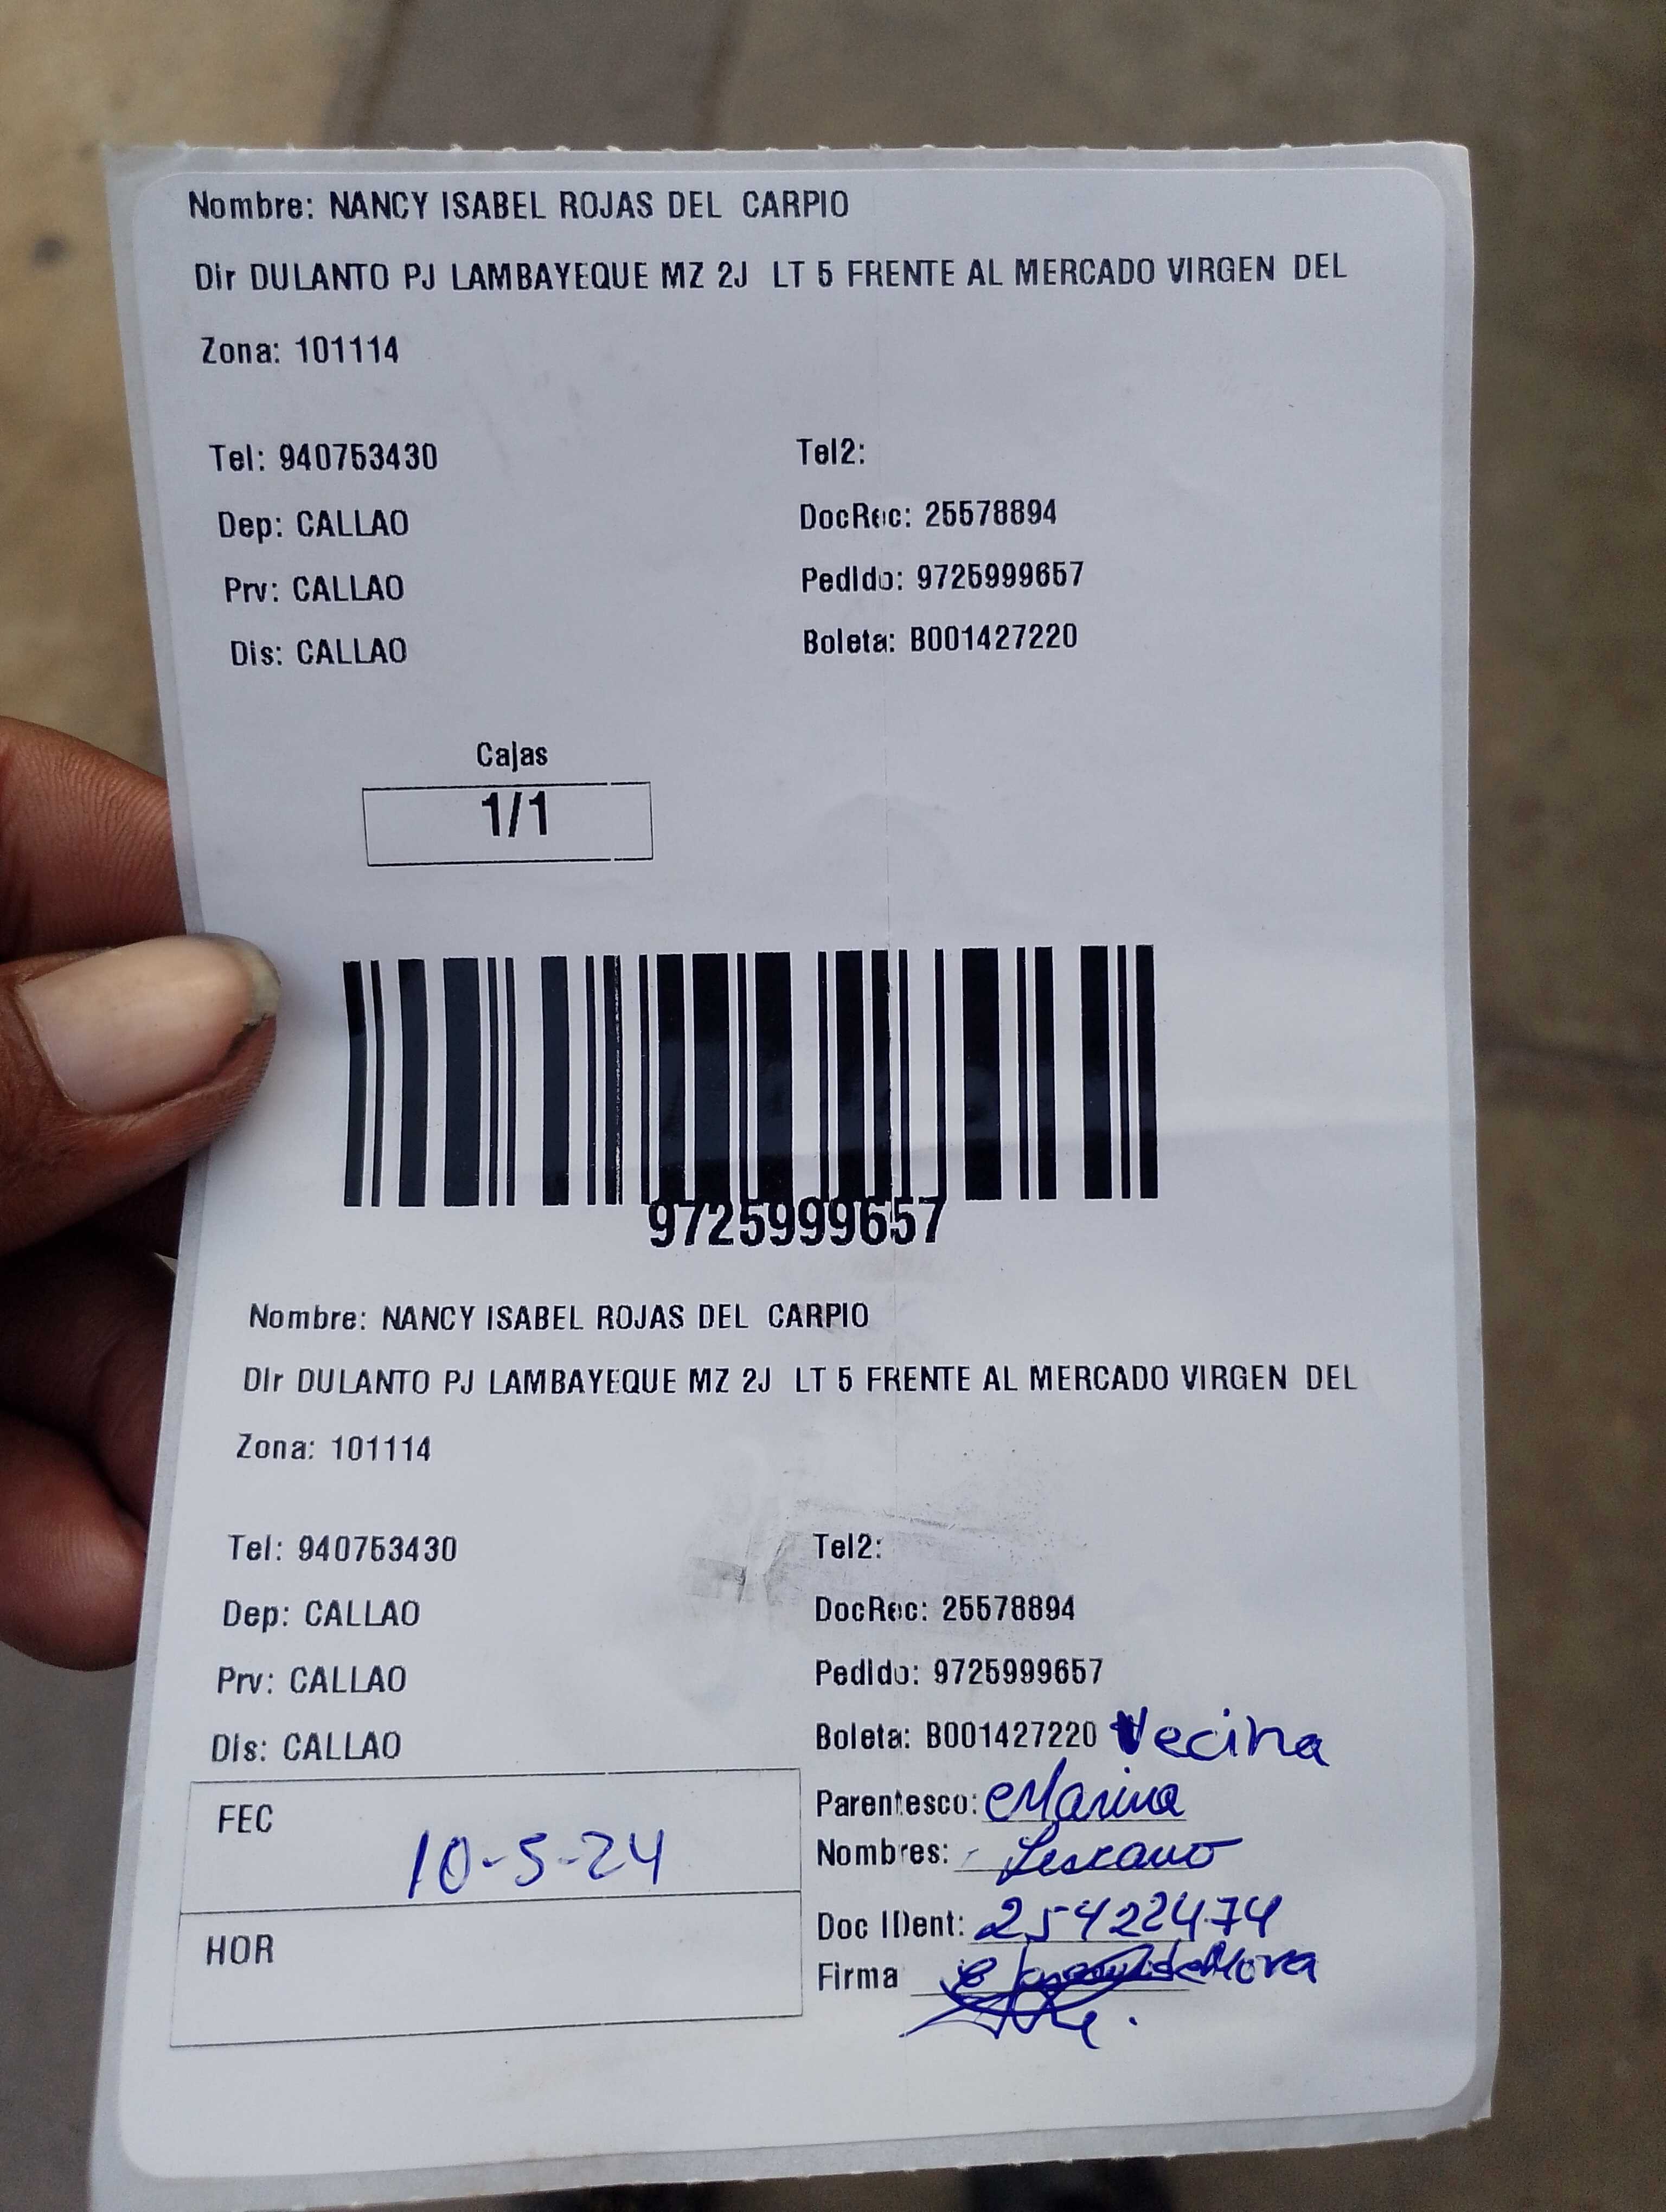 Nombre: NANCY ISABEL ROJAS DEL CARPIO
Dir DULANTO PJ LAMBAYEQUE MZ 2J LT 5 FRENTE AL MERCADO VIRGEN DEL
Zona: 101114
Tel: 940753430 Tel2:
Dep: CALLAO DocRec: 25578894
Prv: CALLAO Pedido: 9725999657
Dis: CALLAO Boleta: B001427220
Cajas
1/1
9725999657
Nombre: NANCY ISABEL ROJAS DEL CARPIO
Dir DULANTO PJ LAMBAYEQUE MZ 2J LT 5 FRENTE AL MERCADO VIRGEN DEL
Zona: 101114
Tel: 940753430 Tel2:
Dep: CALLAO DocRec: 25578894
Prv: CALLAO Pedido: 9725999657
Dis: CALLAO Boleta: B001427220 Vecina
Parentesco: Marina
FEC 10-5-24
Nombres: Lescano
Doc IDent: 25422474
HOR
Firma